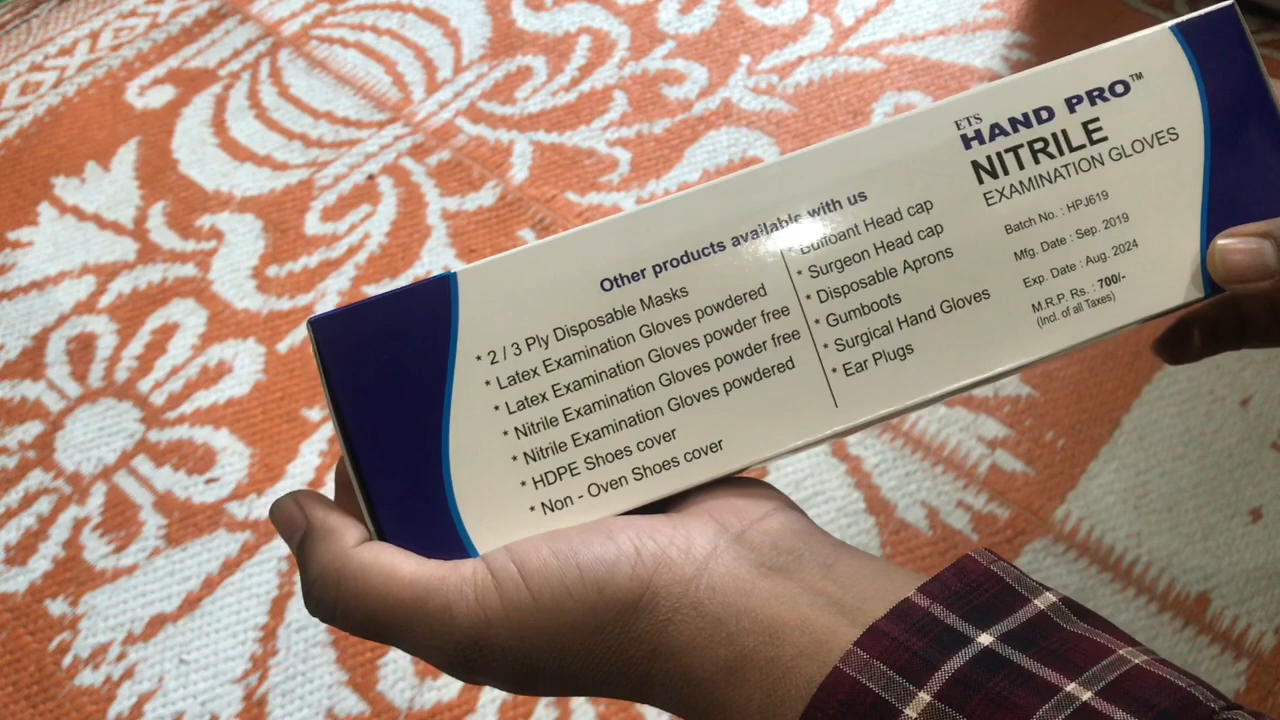 Other products available with us
* 2 / 3 Ply Disposable Masks
* Latex Examination Gloves powdered
* Latex Examination Gloves powder free
* Nitrile Examination Gloves powder free
* Nitrile Examination Gloves powdered
* HDPE Shoes cover
* Non - Oven Shoes cover
* Buffoant Head cap
* Surgeon Head cap
* Disposable Aprons
* Gumboots
* Surgical Hand Gloves
* Ear Plugs
ETS
HAND PRO™
NITRILE
EXAMINATION GLOVES
Batch No. : HPJ619
Mfg. Date : Sep. 2019
Exp. Date : Aug. 2024
M.R.P. Rs. : 700/-
(Incl. of all Taxes)